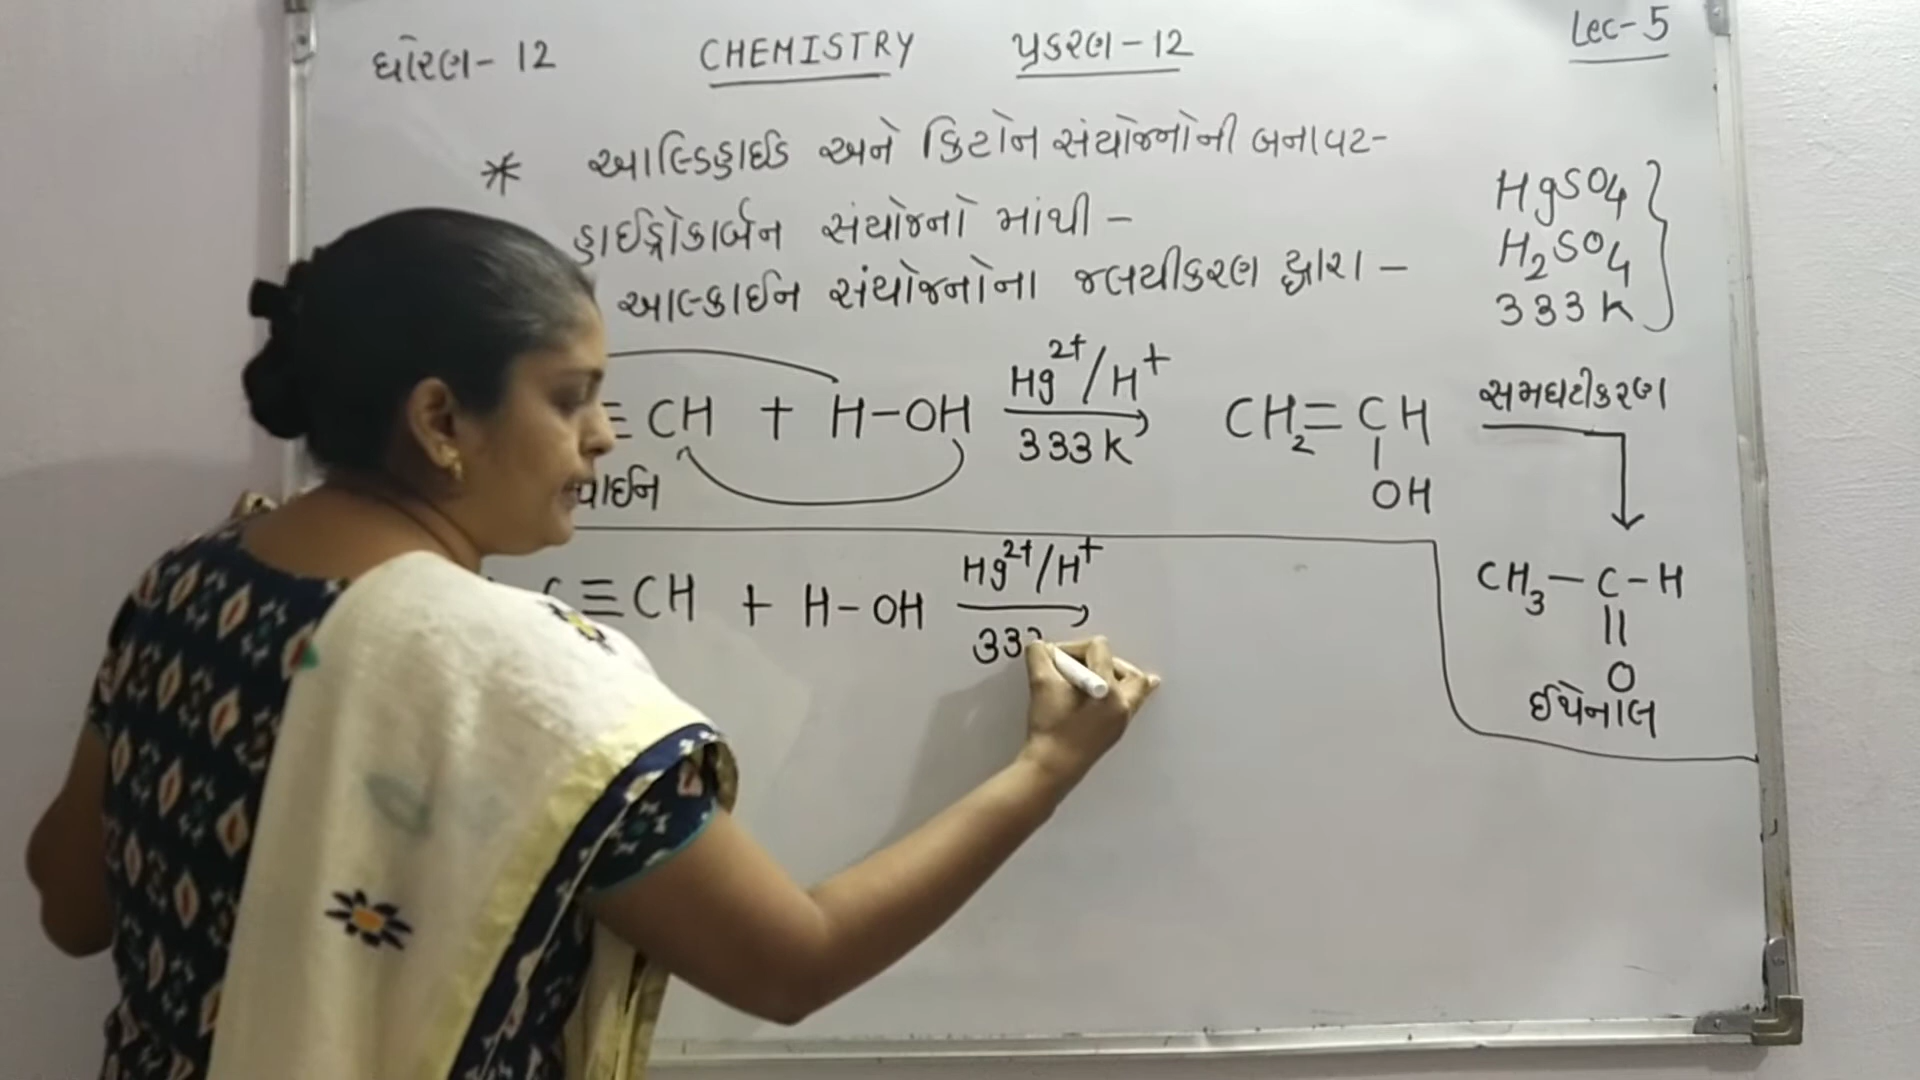 ધોરણ- 12 CHEMISTRY પ્રકરણ-12 Lec-5
* આલ્ડિહાઈડ અને કિટોન સંયોજનોની બનાવટ-
હાઈડ્રોકાર્બન સંયોજનો માંથી -
આલ્કાઈન સંયોજનોના જલયીકરણ દ્વારા -
HgSO4
H2SO4
333 K
≡ CH + H-OH Hg2+/H+ 333 K CH2= CH સમઘટીકરણ
OH
C≡CH + H-OH Hg2+/H+ 33
CH3-C-H
||
O
ઈથેનાલ